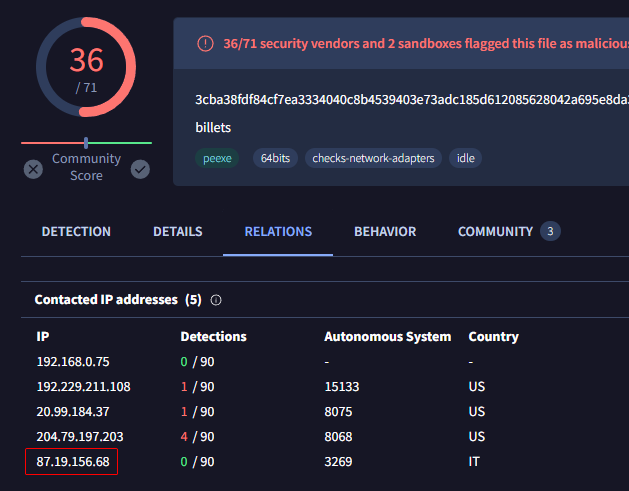 36
/ 71
Community
Score
36/71 security vendors and 2 sandboxes flagged this file as malicious
3cba38fdf84cf7ea3334040c8b4539403e73adc185d612085628042a695e8da3
billets
peexe 64bits checks-network-adapters idle
DETECTION DETAILS RELATIONS BEHAVIOR COMMUNITY 3
Contacted IP addresses (5)
IP Detections Autonomous System Country
192.168.0.75 0 / 90 - -
192.229.211.108 1 / 90 15133 US
20.99.184.37 1 / 90 8075 US
204.79.197.203 4 / 90 8068 US
87.19.156.68 0 / 90 3269 IT